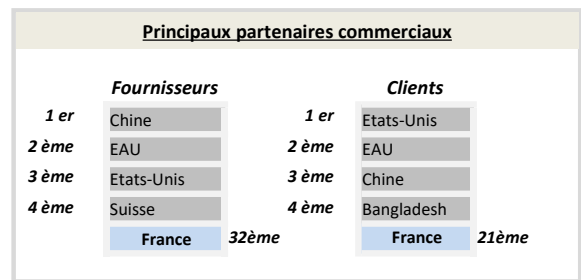 Principaux partenaires commerciaux
Fournisseurs Clients
1 er Chine 1 er Etats-Unis
2 ème EAU 2 ème EAU
3 ème Etats-Unis 3 ème Chine
4 ème Suisse 4 ème Bangladesh
France 32ème France 21ème